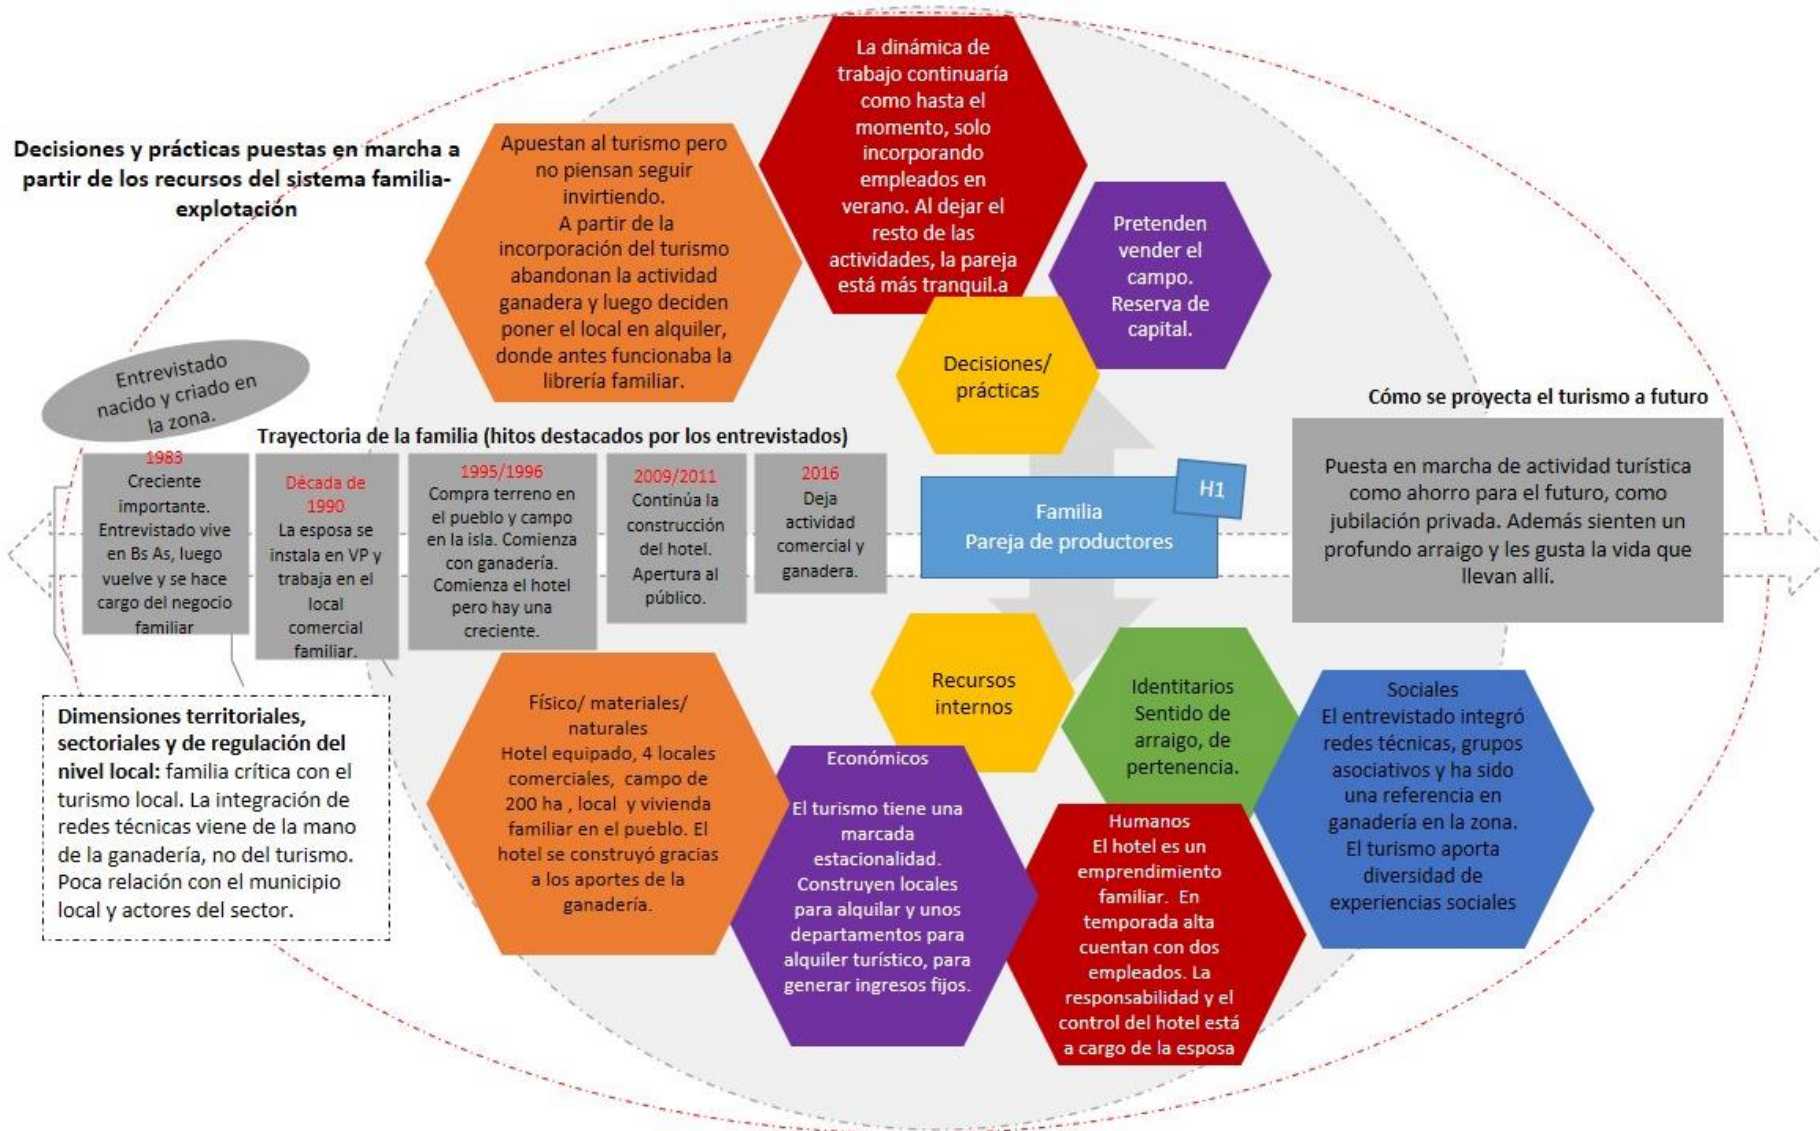 La dinámica de
trabajo continuaría
como hasta el
momento, solo
incorporando
empleados en
verano. Al dejar el
resto de las
actividades, la pareja
está más tranquil.a
Decisiones y prácticas puestas en marcha a
partir de los recursos del sistema familia-
explotación
Apuestan al turismo pero
no piensan seguir
invirtiendo.
A partir de la
incorporación del turismo
abandonan la actividad
ganadera y luego deciden
poner el local en alquiler,
donde antes funcionaba la
librería familiar.
Pretenden
vender el
campo.
Reserva de
capital.
Decisiones/
prácticas
Entrevistado
nacido y criado en
la zona.
Trayectoria de la familia (hitos destacados por los entrevistados)
1983
Creciente
importante.
Entrevistado vive
en Bs As, luego
vuelve y se hace
cargo del negocio
familiar
Década de
1990
La esposa se
instala en VP y
trabaja en el
local
comercial
familiar.
1995/1996
Compra terreno en
el pueblo y campo
en la isla. Comienza
con ganadería.
Comienza el hotel
pero hay una
creciente.
2009/2011
Continúa la
construcción
del hotel.
Apertura al
público.
2016
Deja
actividad
comercial y
ganadera.
H1
Familia
Pareja de productores
Cómo se proyecta el turismo a futuro
Puesta en marcha de actividad turística
como ahorro para el futuro, como
jubilación privada. Además sienten un
profundo arraigo y les gusta la vida que
llevan allí.
Dimensiones territoriales,
sectoriales y de regulación del
nivel local: familia crítica con el
turismo local. La integración de
redes técnicas viene de la mano
de la ganadería, no del turismo.
Poca relación con el municipio
local y actores del sector.
Físico/ materiales/
naturales
Hotel equipado, 4 locales
comerciales, campo de
200 ha , local y vivienda
familiar en el pueblo. El
hotel se construyó gracias
a los aportes de la
ganadería.
Recursos
internos
Económicos
El turismo tiene una
marcada
estacionalidad.
Construyen locales
para alquilar y unos
departamentos para
alquiler turístico, para
generar ingresos fijos.
Identitarios
Sentido de
arraigo, de
pertenencia.
Humanos
El hotel es un
emprendimiento
familiar. En
temporada alta
cuentan con dos
empleados. La
responsabilidad y el
control del hotel está
a cargo de la esposa
Sociales
El entrevistado integró
redes técnicas, grupos
asociativos y ha sido
una referencia en
ganadería en la zona.
El turismo aporta
diversidad de
experiencias sociales